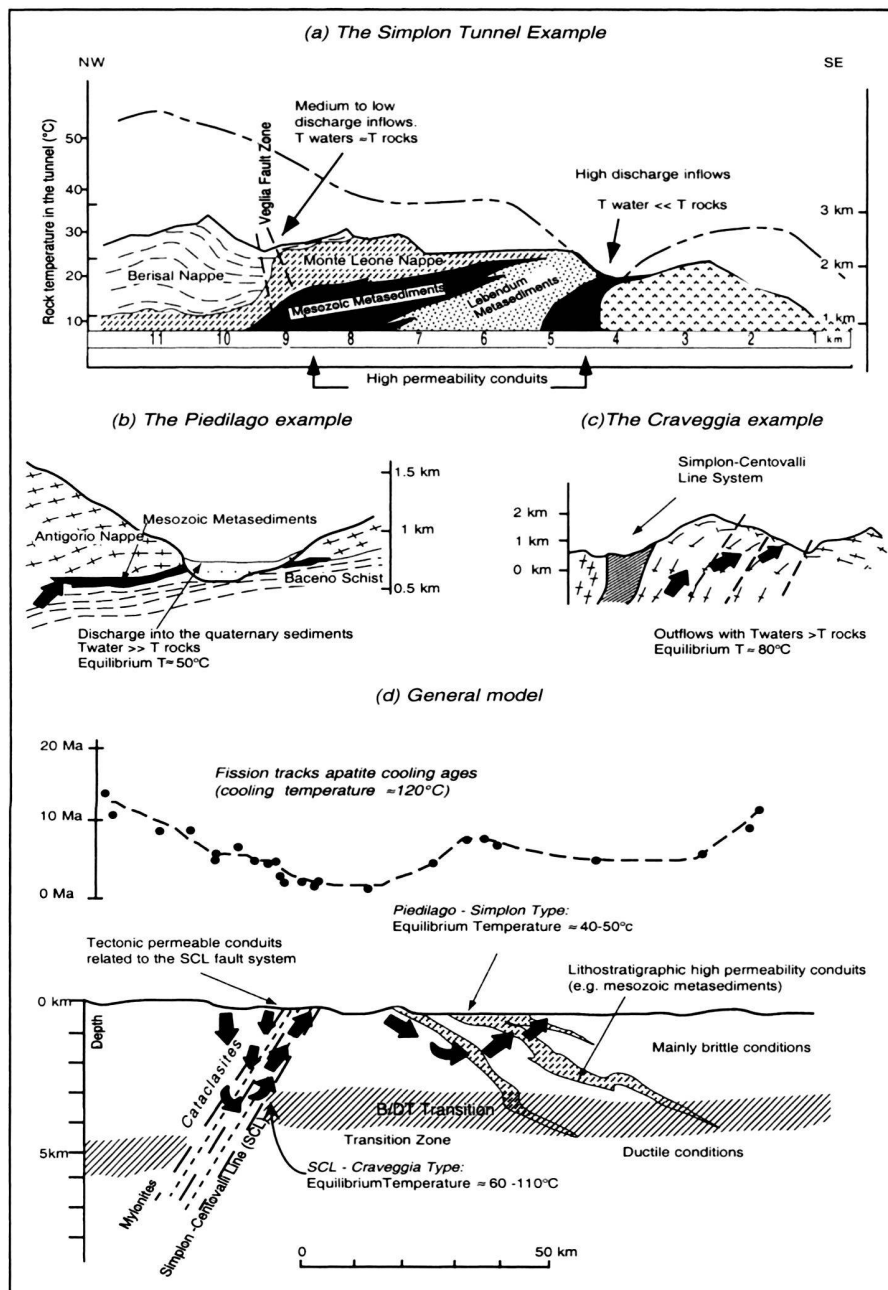 (a) The Simplon Tunnel Example
NW
SE
Rock temperature in the tunnel (°C)
50
40
30
20
10
Medium to low
discharge inflows.
T waters ≈T rocks
Veglia Fault Zone
High discharge inflows
T water << T rocks
3 km
2 km
1 km
Berisal Nappe
Monte Leone Nappe
Mesozoic Metasediments
Lebendum
Metasediments
11
10
9
8
7
6
5
4
3
2
1
km
High permeability conduits
(b) The Piedilago example
1.5 km
1 km
0.5 km
Mesozoic Metasediments
Antigorio Nappe
Baceno Schist
Discharge into the quaternary sediments
Twater >> T rocks
Equilibrium T≈50°C
(c)The Craveggia example
Simplon-Centovalli
Line System
2 km
1 km
0 km
Outflows with Twaters >T rocks
Equilibrium T ≈80°C
(d) General model
20 Ma
10 Ma
0 Ma
Fission tracks apatite cooling ages
(cooling temperature ≈120°C)
Piedilago - Simplon Type:
Equilibrium Temperature ≈40-50°c
Tectonic permeable conduits
related to the SCL fault system
Lithostratigraphic high permeability conduits
(e.g. mesozoic metasediments)
0 km
Depth
5km
Cataclasites
Mylonites
Simplon -Centovalli Line (SCL)
Mainly brittle conditions
B/DT Transition
Transition Zone
Ductile conditions
SCL - Craveggia Type:
EquilibriumTemperature ≈ 60 -110°C
0
50 km